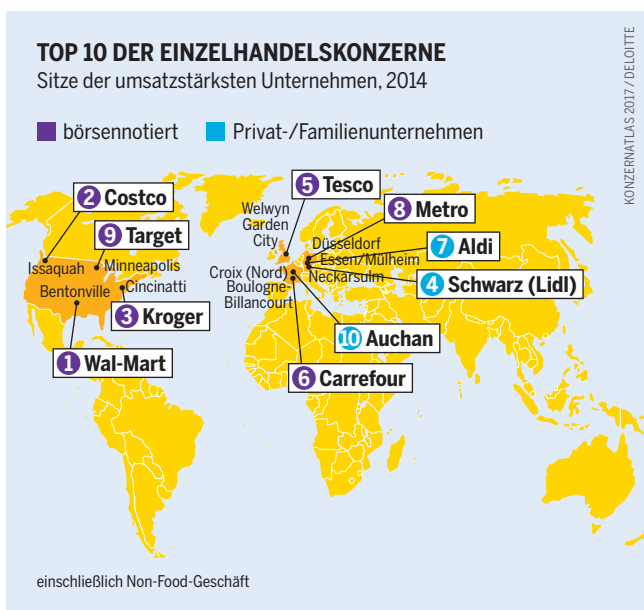 TOP 10 DER EINZELHANDELSKONZERNE
Sitze der umsatzstärksten Unternehmen, 2014
KONZERNATLAS 2017 / DELOITTE
börsennotiert
Privat-/Familienunternehmen
5 Tesco
2 Costco
Welwyn
Garden
City
8 Metro
9 Target
Düsseldorf
7 Aldi
Issaquah
Minneapolis
Essen/Mulheim
Croix (Nord)
Neckarsulm
Bentonville
Cincinatti
Boulogne-
Billancourt
4 Schwarz (Lidl)
3 Kroger
10 Auchan
1 Wal-Mart
6 Carrefour
einschließlich Non-Food-Geschäft